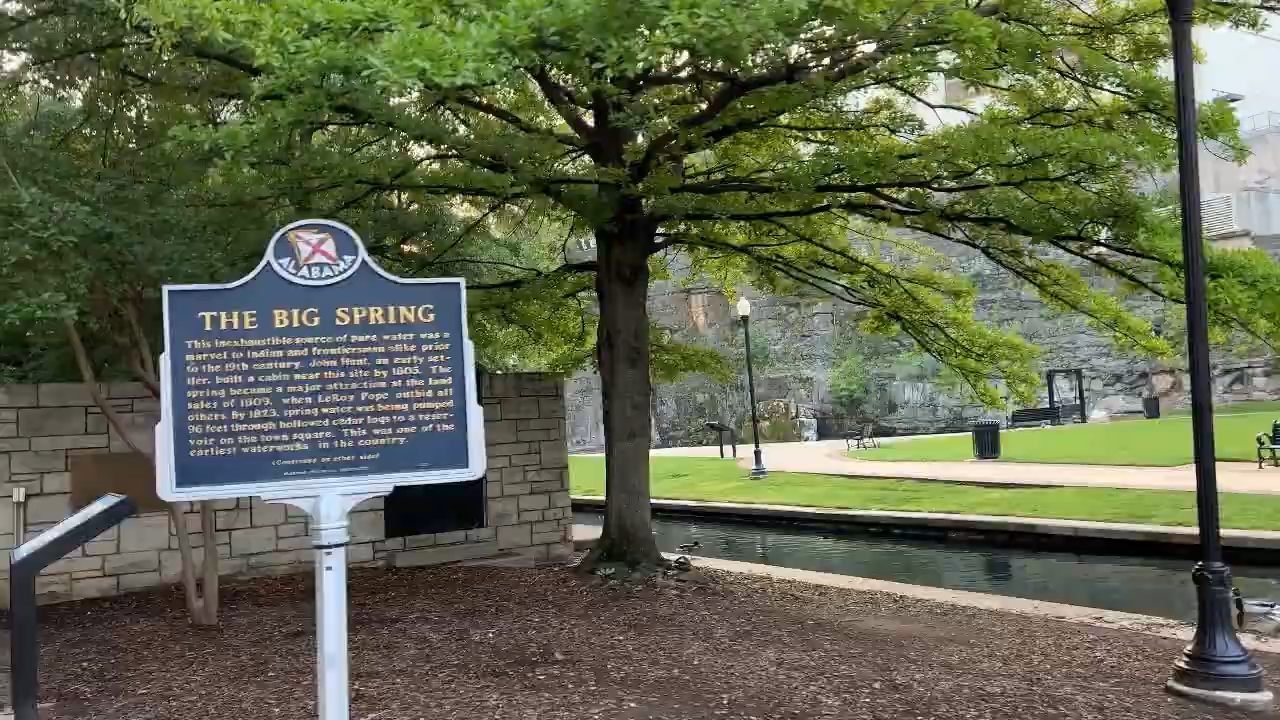 ALABAMA
THE BIG SPRING
This inexhaustible source of pure water was a
marvel to Indian and frontiersman alike prior
to the 19th century. John Hunt, an early set-
tler, built a cabin near this site by 1805. The
spring became a major attraction at the land
sales of 1809, when LeRoy Pope outbid all
others. By 1823, spring water was being pumped
96 feet through hollowed cedar logs to a reser-
voir on the town square. This was one of the
earliest waterworks in the country.
(Continued on other side)